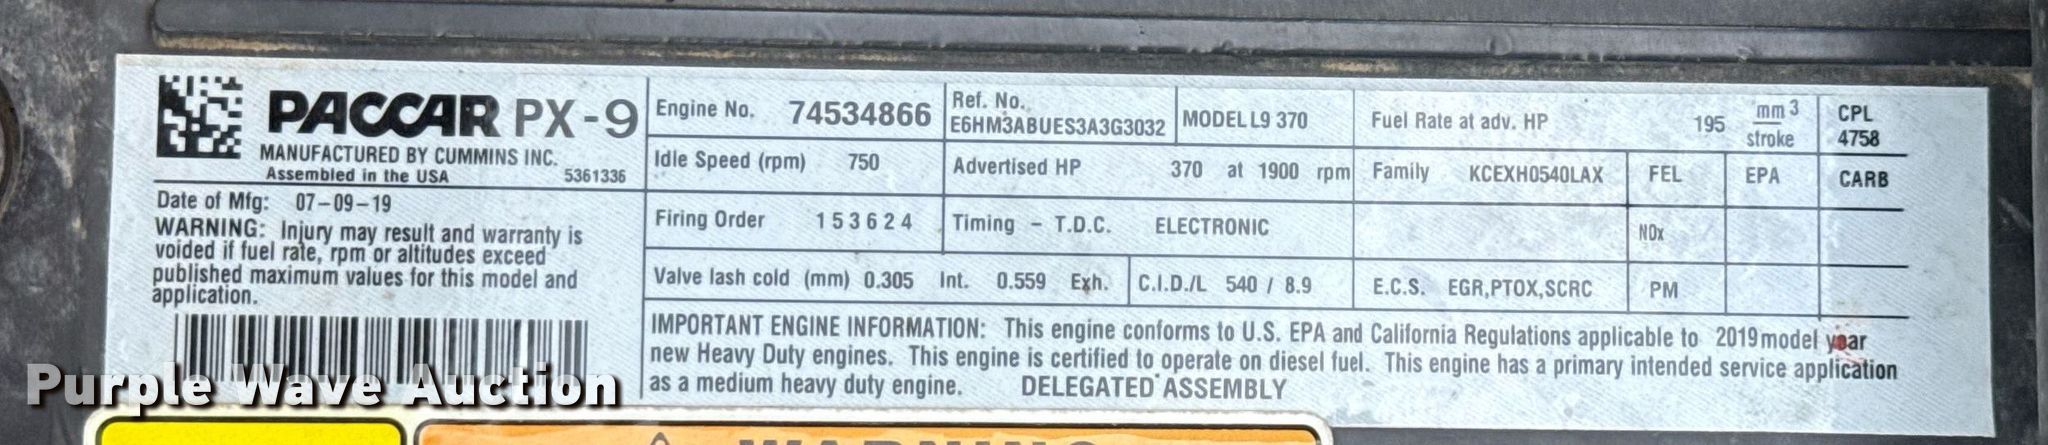 PACCAR PX-9
MANUFACTURED BY CUMMINS INC.
Assembled in the USA 5361336
Date of Mfg: 07-09-19
WARNING: Injury may result and warranty is
voided if fuel rate, rpm or altitudes exceed
published maximum values for this model and
application.
Engine No. 74534866
Ref. No.
E6HM3ABUES3A3G3032
MODEL L9 370
Fuel Rate at adv. HP 195 mm3
stroke
CPL
4758
Idle Speed (rpm) 750
Advertised HP 370 at 1900 rpm
Family KCEXH0540LAX
FEL
EPA
CARB
Firing Order 1 5 3 6 2 4
Timing - T.D.C. ELECTRONIC
NOx
Valve lash cold (mm) 0.305 Int. 0.559 Exh.
C.I.D./L 540 / 8.9
E.C.S. EGR,PTOX,SCRC
PM
IMPORTANT ENGINE INFORMATION: This engine conforms to U.S. EPA and California Regulations applicable to 2019 model year
new Heavy Duty engines. This engine is certified to operate on diesel fuel. This engine has a primary intended service application
as a medium heavy duty engine. DELEGATED ASSEMBLY
Purple Wave Auction
WARNING